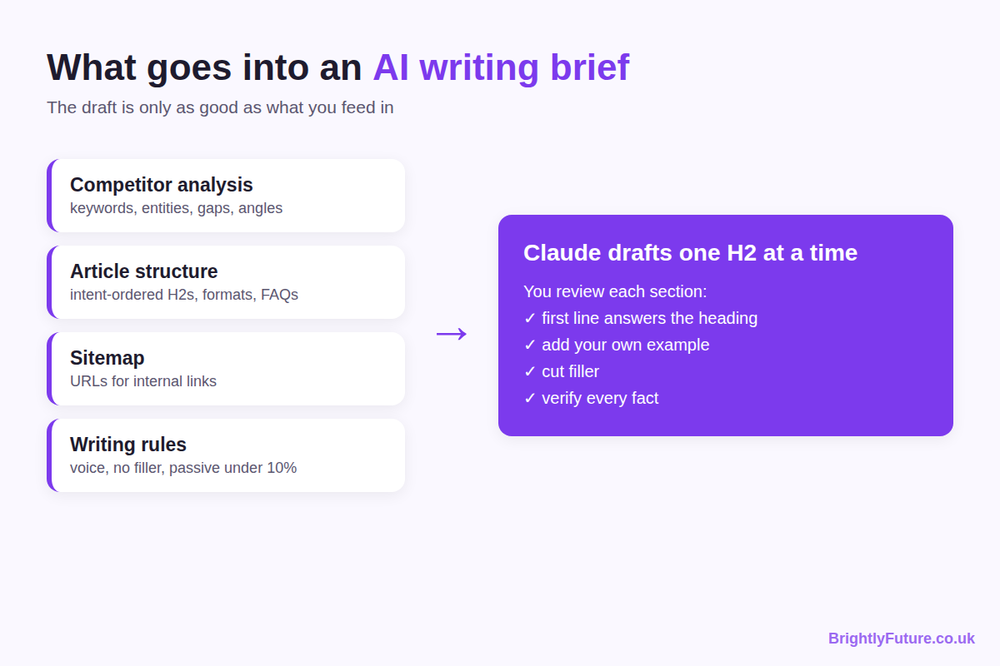 What goes into an AI writing brief
The draft is only as good as what you feed in
Competitor analysis
keywords, entities, gaps, angles
Article structure
intent-ordered H2s, formats, FAQs
Sitemap
URLs for internal links
Writing rules
voice, no filler, passive under 10%
→
Claude drafts one H2 at a time
You review each section:
✓ first line answers the heading
✓ add your own example
✓ cut filler
✓ verify every fact
BrightlyFuture.co.uk